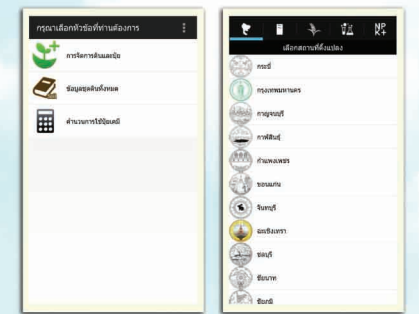 กรุณาเลือกหัวข้อที่ท่านต้องการ
การจัดการดินและปุ๋ย
ข้อมูลชุดดินทั้งหมด
คำนวณการใช้ปุ๋ยเคมี
NP
K+
เลือกสถานที่ตั้งแปลง
กระบี่
กรุงเทพมหานคร
กาญจนบุรี
กาฬสินธุ์
กำแพงเพชร
ขอนแก่น
จันทบุรี
ฉะเชิงเทรา
ชลบุรี
ชัยนาท
ชัยภูมิ